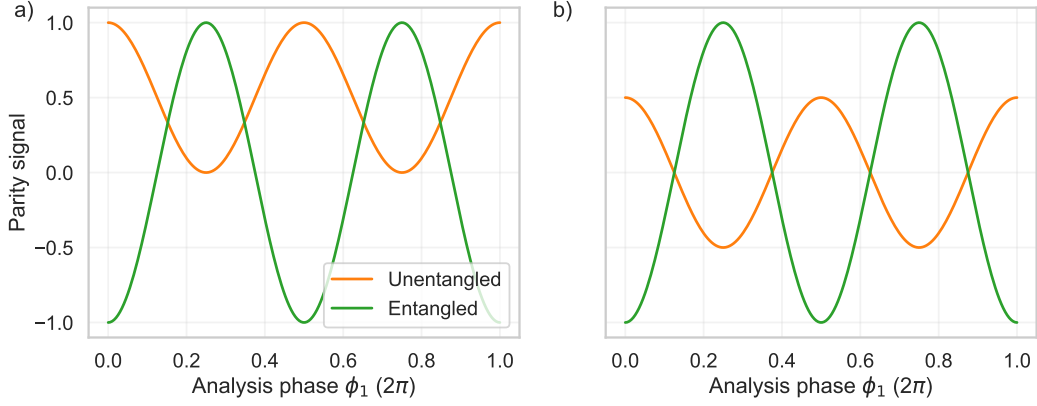 a)
Parity signal
1.0
0.5
0.0
−0.5
−1.0
Unentangled
Entangled
0.0 0.2 0.4 0.6 0.8 1.0
Analysis phase ϕ₁ (2π)
b)
0.0 0.2 0.4 0.6 0.8 1.0
Analysis phase ϕ₁ (2π)